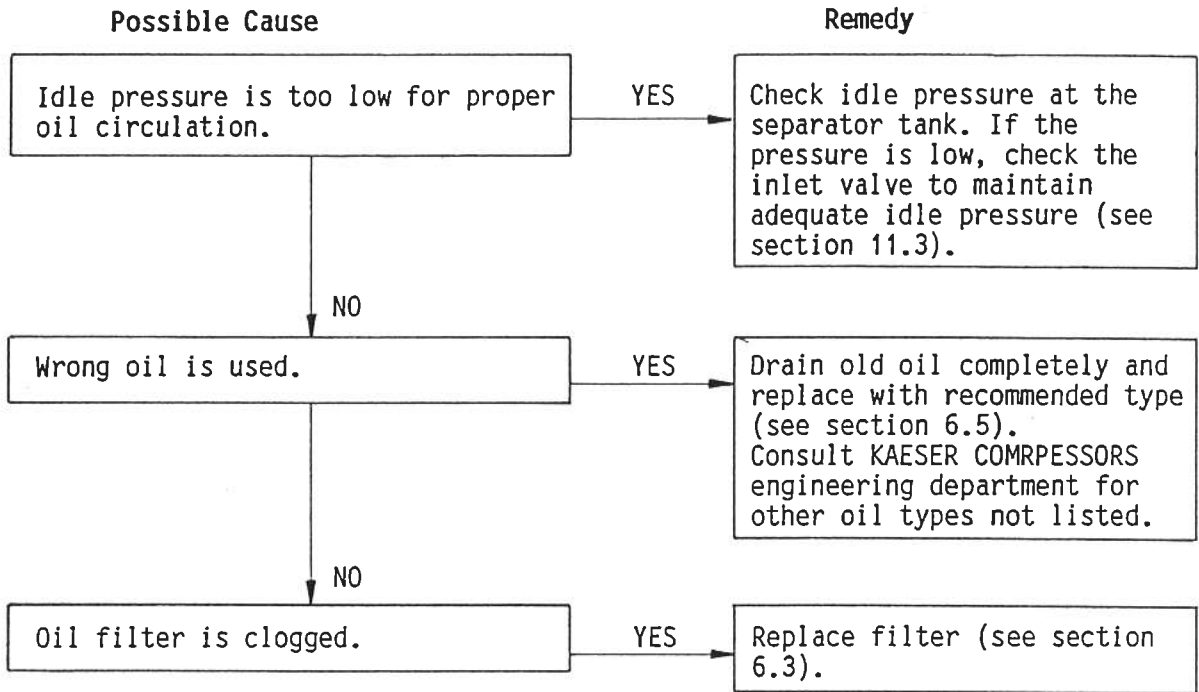 Possible Cause
Remedy
Idle pressure is too low for proper
oil circulation.
YES
Check idle pressure at the
separator tank. If the
pressure is low, check the
inlet valve to maintain
adequate idle pressure (see
section 11.3).
NO
Wrong oil is used.
YES
Drain old oil completely and
replace with recommended type
(see section 6.5).
Consult KAESER COMRPESSORS
engineering department for
other oil types not listed.
NO
Oil filter is clogged.
YES
Replace filter (see section
6.3).